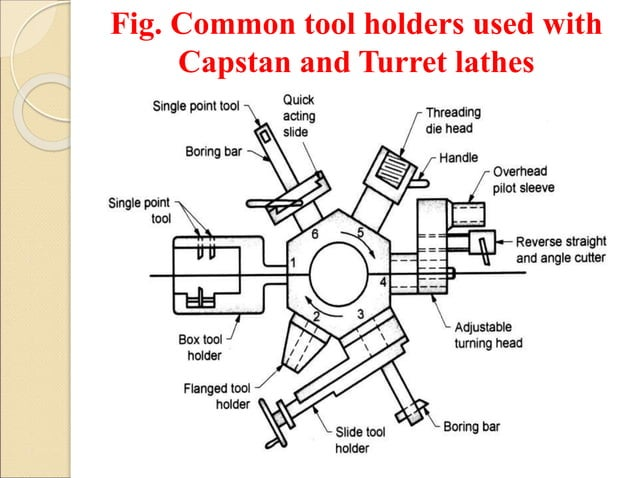 Fig. Common tool holders used with
Capstan and Turret lathes
Single point tool
Quick
acting
slide
Threading
die head
Boring bar
Handle
Overhead
pilot sleeve
Single point
tool
6
5
Reverse straight
and angle cutter
1
4
2
3
Box tool
holder
Adjustable
turning head
Flanged tool
holder
Slide tool
holder
Boring bar